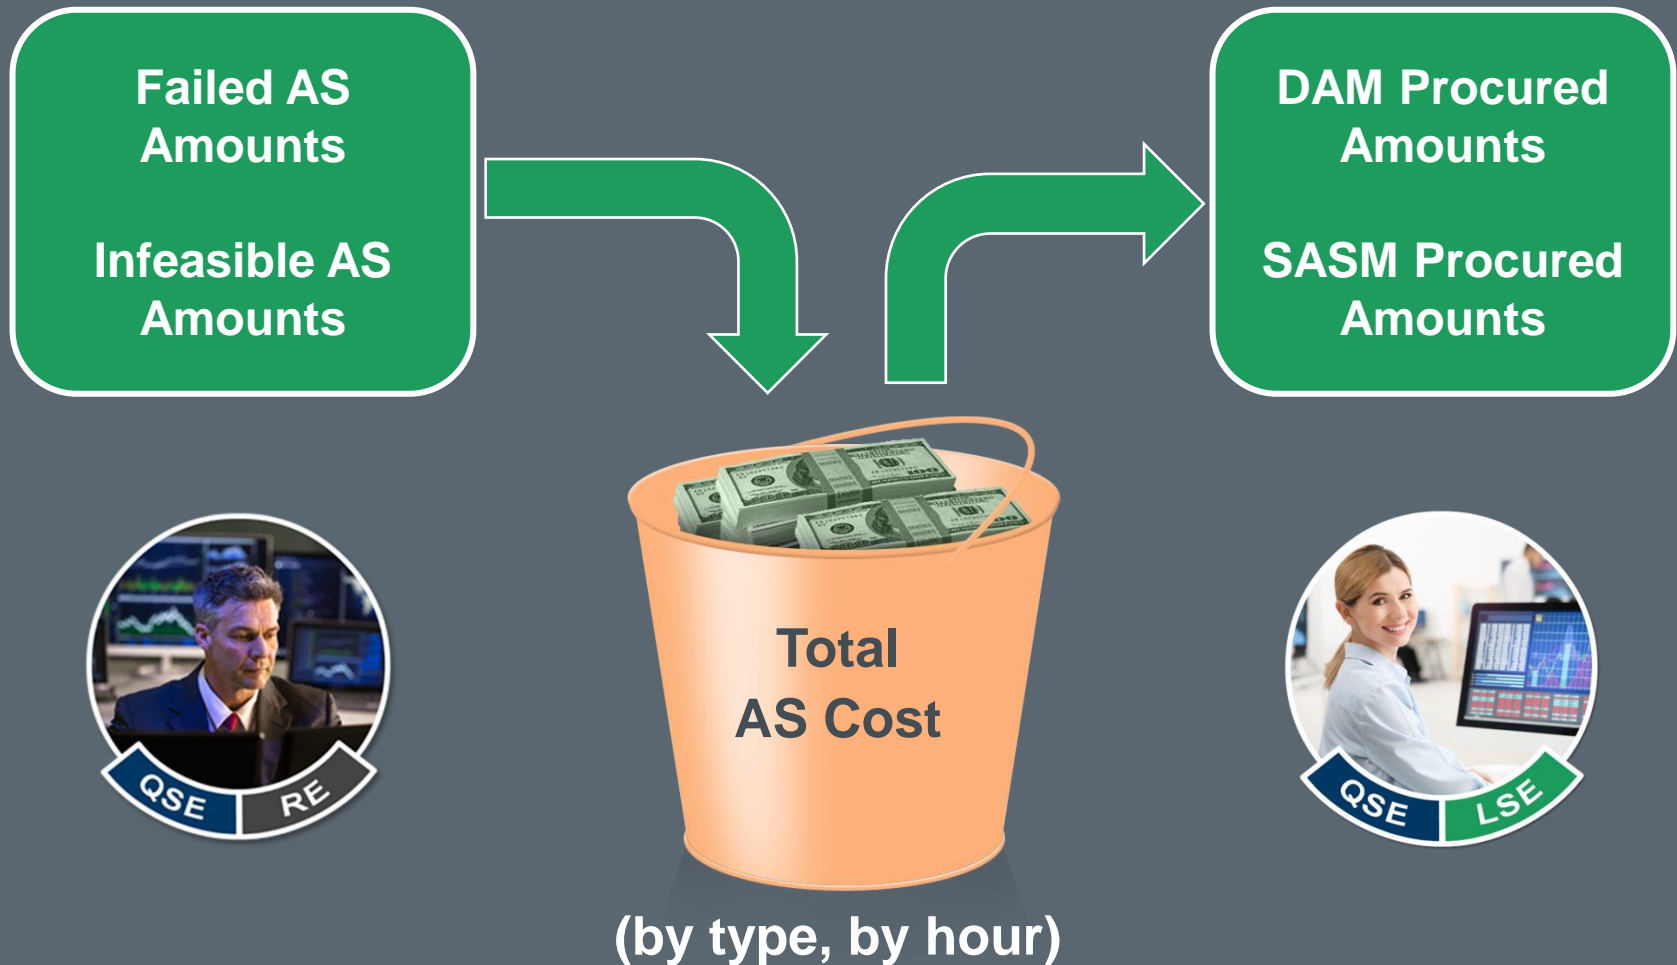 Failed AS
Amounts
Infeasible AS
Amounts
DAM Procured
Amounts
SASM Procured
Amounts
Total
AS Cost
QSE
RE
QSE
LSE
(by type, by hour)